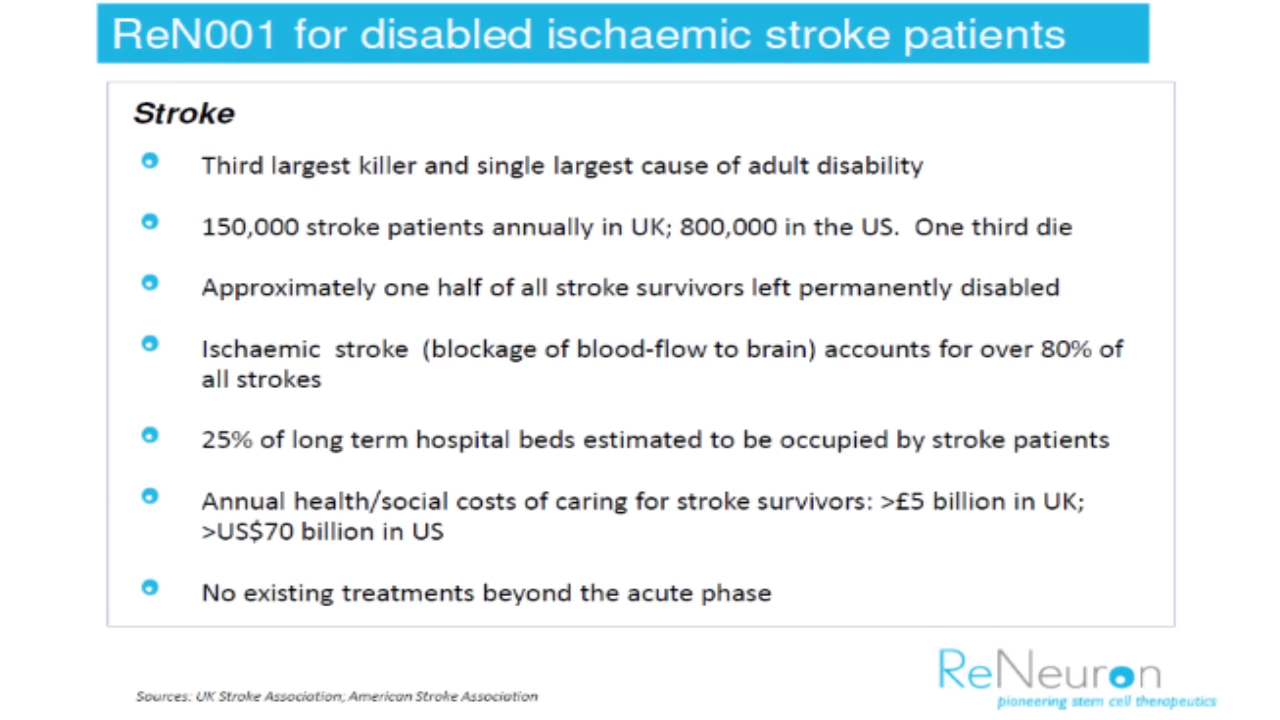 ReN001 for disabled ischaemic stroke patients
Stroke
Third largest killer and single largest cause of adult disability
150,000 stroke patients annually in UK; 800,000 in the US.  One third die
Approximately one half of all stroke survivors left permanently disabled
Ischaemic  stroke  (blockage of blood-flow to brain) accounts for over 80% of
all strokes
25% of long term hospital beds estimated to be occupied by stroke patients
Annual health/social costs of caring for stroke survivors: >£5 billion in UK;
>US$70 billion in US
No existing treatments beyond the acute phase
ReNeuron
pioneering stem cell therapeutics
Sources: UK Stroke Association; American Stroke Association